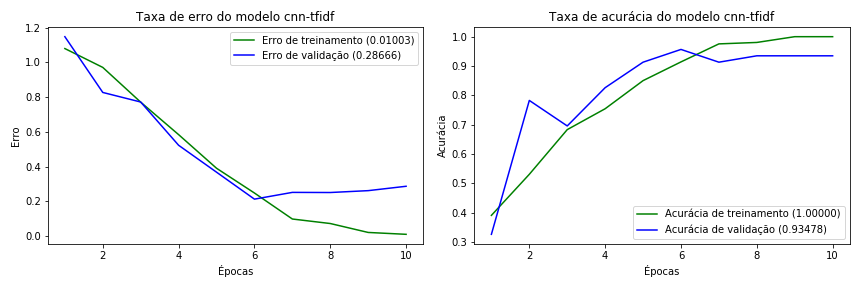 Taxa de erro do modelo cnn-tfidf
Erro de treinamento (0.01003)
Erro de validação (0.28666)
1.2
1.0
0.8
0.6
0.4
0.2
0.0
Erro
2
4
6
8
10
Épocas
Taxa de acurácia do modelo cnn-tfidf
1.0
0.9
0.8
0.7
0.6
0.5
0.4
0.3
Acurácia
Acurácia de treinamento (1.00000)
Acurácia de validação (0.93478)
2
4
6
8
10
Épocas